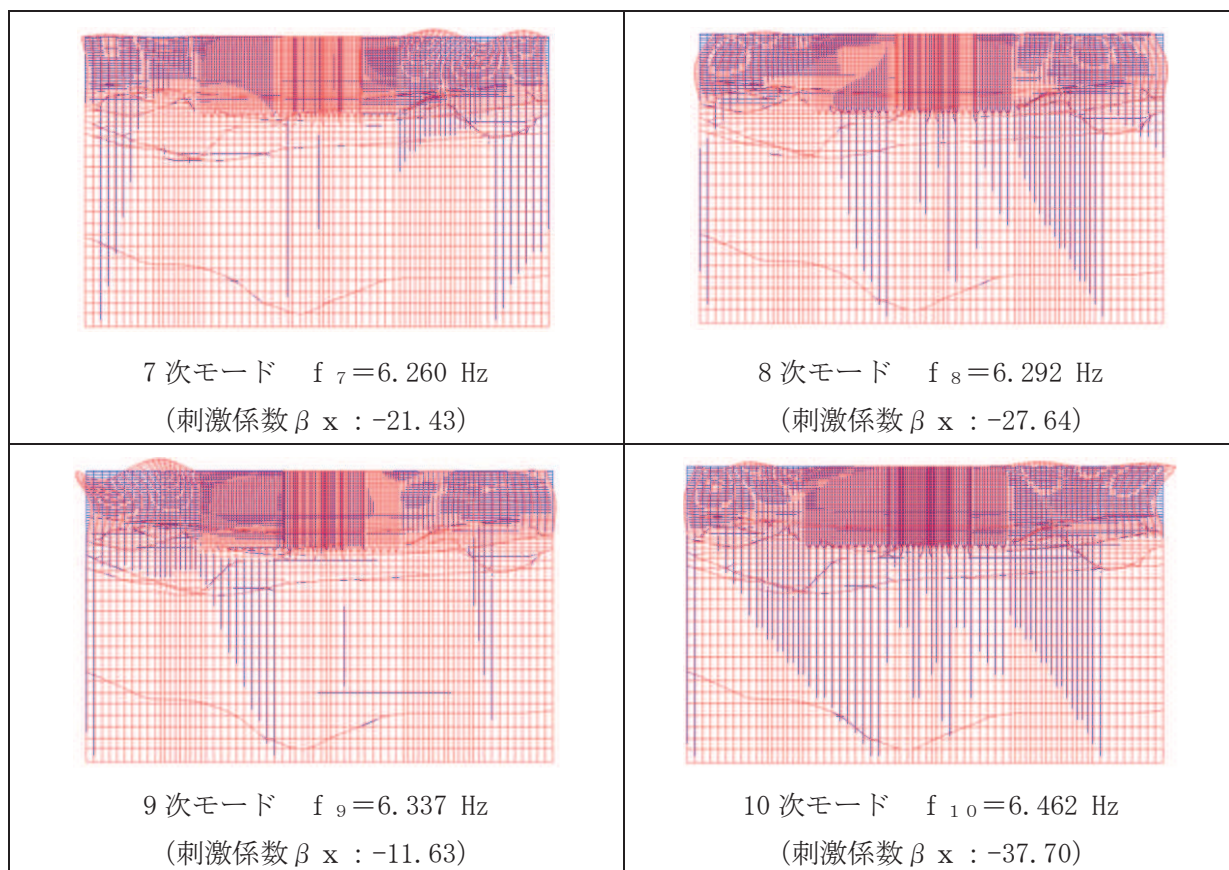 7 次モード　f ₇＝6.260 Hz
(刺激係数β x：-21.43)
8 次モード　f ₈＝6.292 Hz
(刺激係数β x：-27.64)
9 次モード　f ₉＝6.337 Hz
(刺激係数β x：-11.63)
10 次モード　f ₁₀＝6.462 Hz
(刺激係数β x：-37.70)